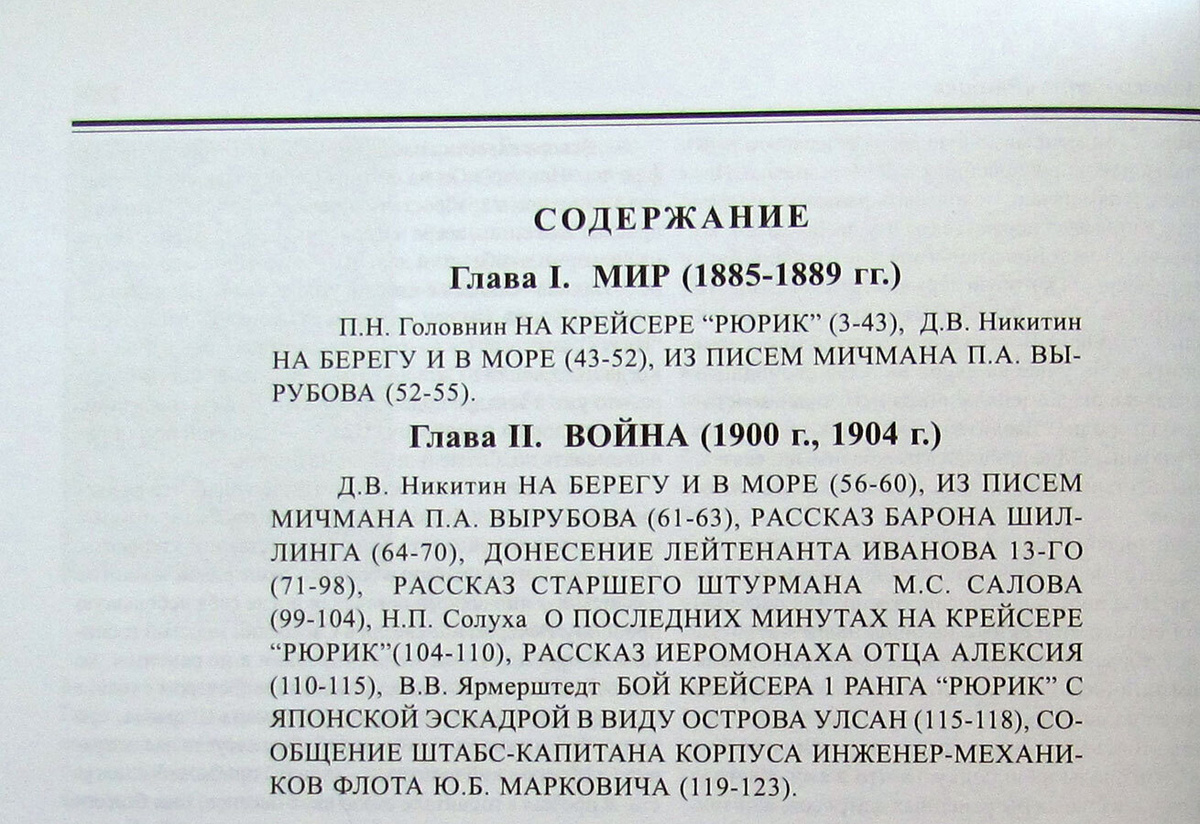 СОДЕРЖАНИЕ
Глава I. МИР (1885-1889 гг.)
П.Н. Головнин НА КРЕЙСЕРЕ “РЮРИК” (3-43), Д.В. Никитин
НА БЕРЕГУ И В МОРЕ (43-52), ИЗ ПИСЕМ МИЧМАНА П.А. ВЫ-
РУБОВА (52-55).
Глава II. ВОЙНА (1900 г., 1904 г.)
Д.В. Никитин НА БЕРЕГУ И В МОРЕ (56-60), ИЗ ПИСЕМ
МИЧМАНА П.А. ВЫРУБОВА (61-63), РАССКАЗ БАРОНА ШИЛ-
ЛИНГА (64-70), ДОНЕСЕНИЕ ЛЕЙТЕНАНТА ИВАНОВА 13-ГО
(71-98), РАССКАЗ СТАРШЕГО ШТУРМАНА М.С. САЛОВА
(99-104), Н.П. Солуха О ПОСЛЕДНИХ МИНУТАХ НА КРЕЙСЕРЕ
“РЮРИК”(104-110), РАССКАЗ ИЕРОМОНАХА ОТЦА АЛЕКСИЯ
(110-115), В.В. Ярмерштедт БОЙ КРЕЙСЕРА 1 РАНГА “РЮРИК” С
ЯПОНСКОЙ ЭСКАДРОЙ В ВИДУ ОСТРОВА УЛСАН (115-118), СО-
ОБЩЕНИЕ ШТАБС-КАПИТАНА КОРПУСА ИНЖЕНЕР-МЕХАНИ-
КОВ ФЛОТА Ю.Б. МАРКОВИЧА (119-123).